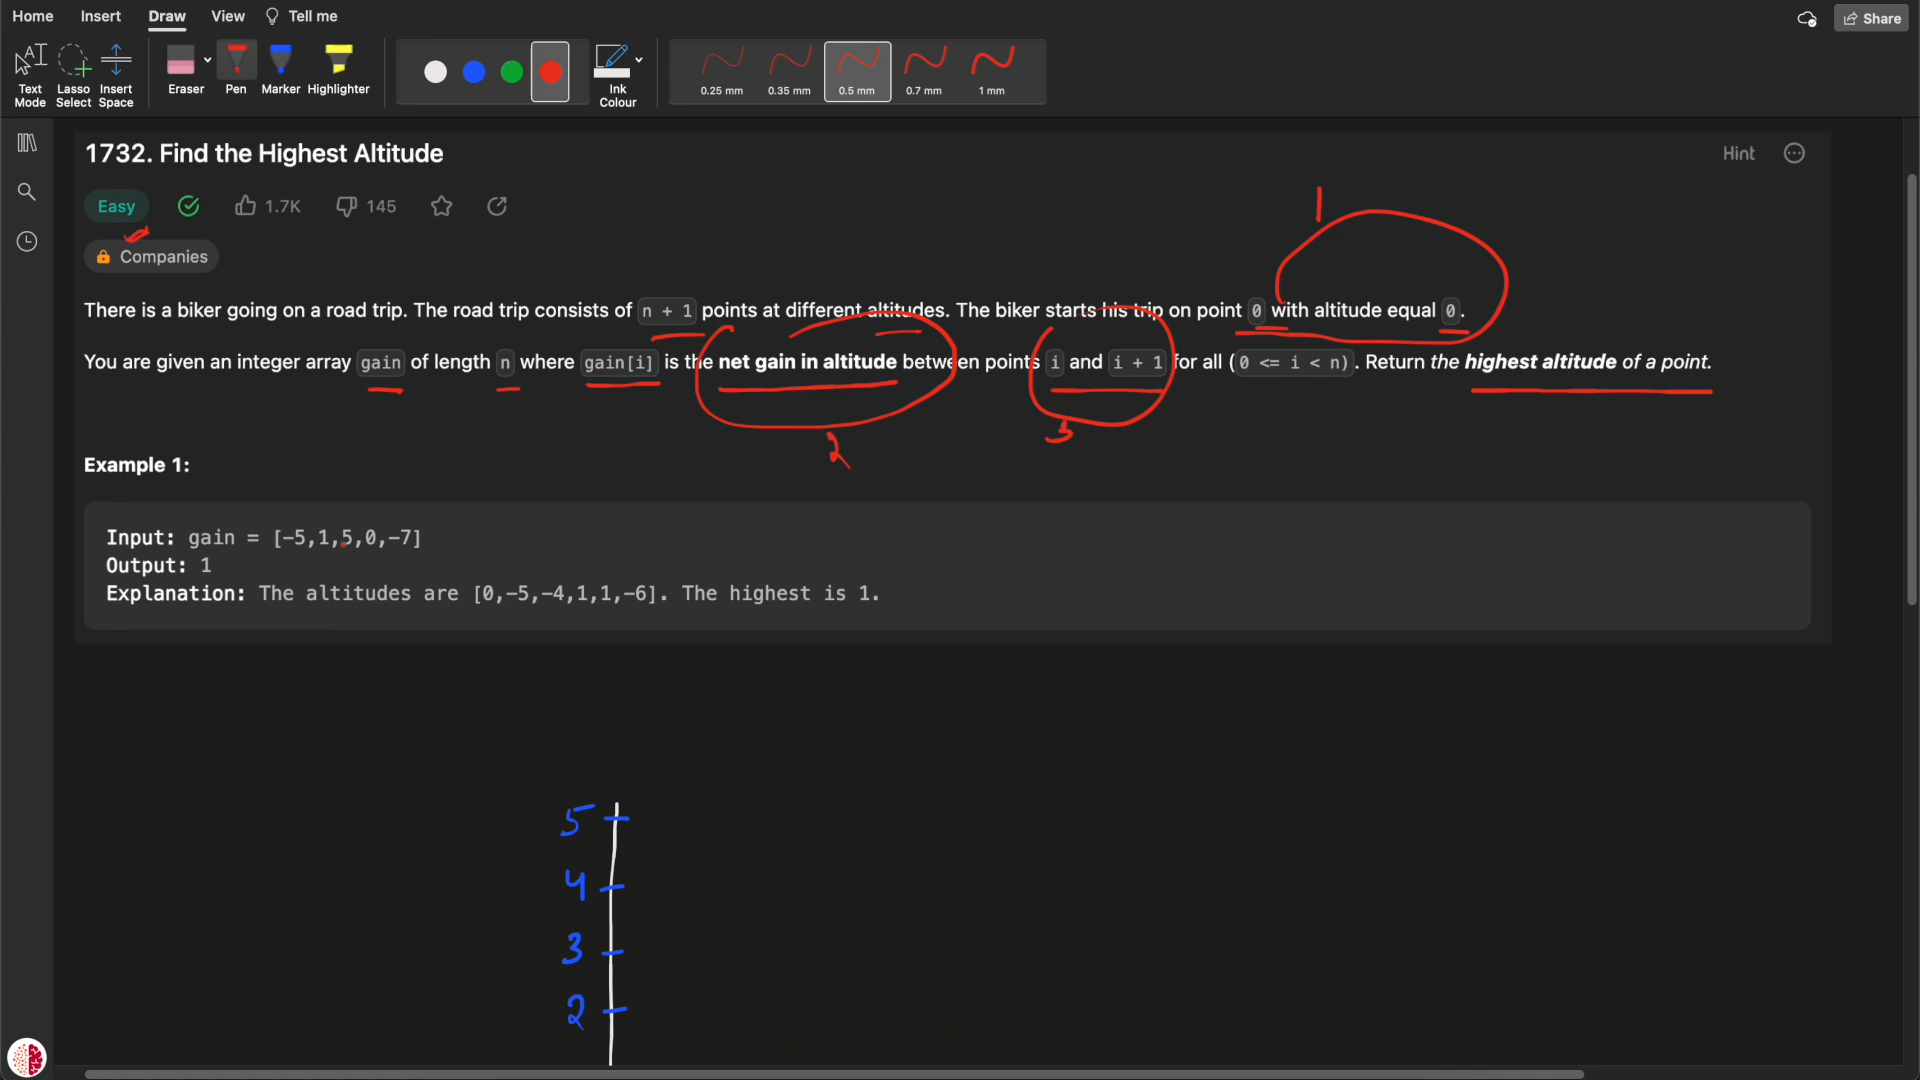 Home Insert Draw View Tell me
Share
Text Mode
Lasso Select
Insert Space
Eraser
Pen
Marker
Highlighter
Ink Colour
0.25 mm
0.35 mm
0.5 mm
0.7 mm
1 mm
1732. Find the Highest Altitude
Hint
Easy
1.7K
145
Companies
1
There is a biker going on a road trip. The road trip consists of n + 1 points at different altitudes. The biker starts his trip on point 0 with altitude equal 0.
You are given an integer array gain of length n where gain[i] is the net gain in altitude between points i and i + 1 for all (0 <= i < n). Return the highest altitude of a point.
2
3
Example 1:
Input: gain = [-5,1,5,0,-7]
Output: 1
Explanation: The altitudes are [0,-5,-4,1,1,-6]. The highest is 1.
5
4
3
2